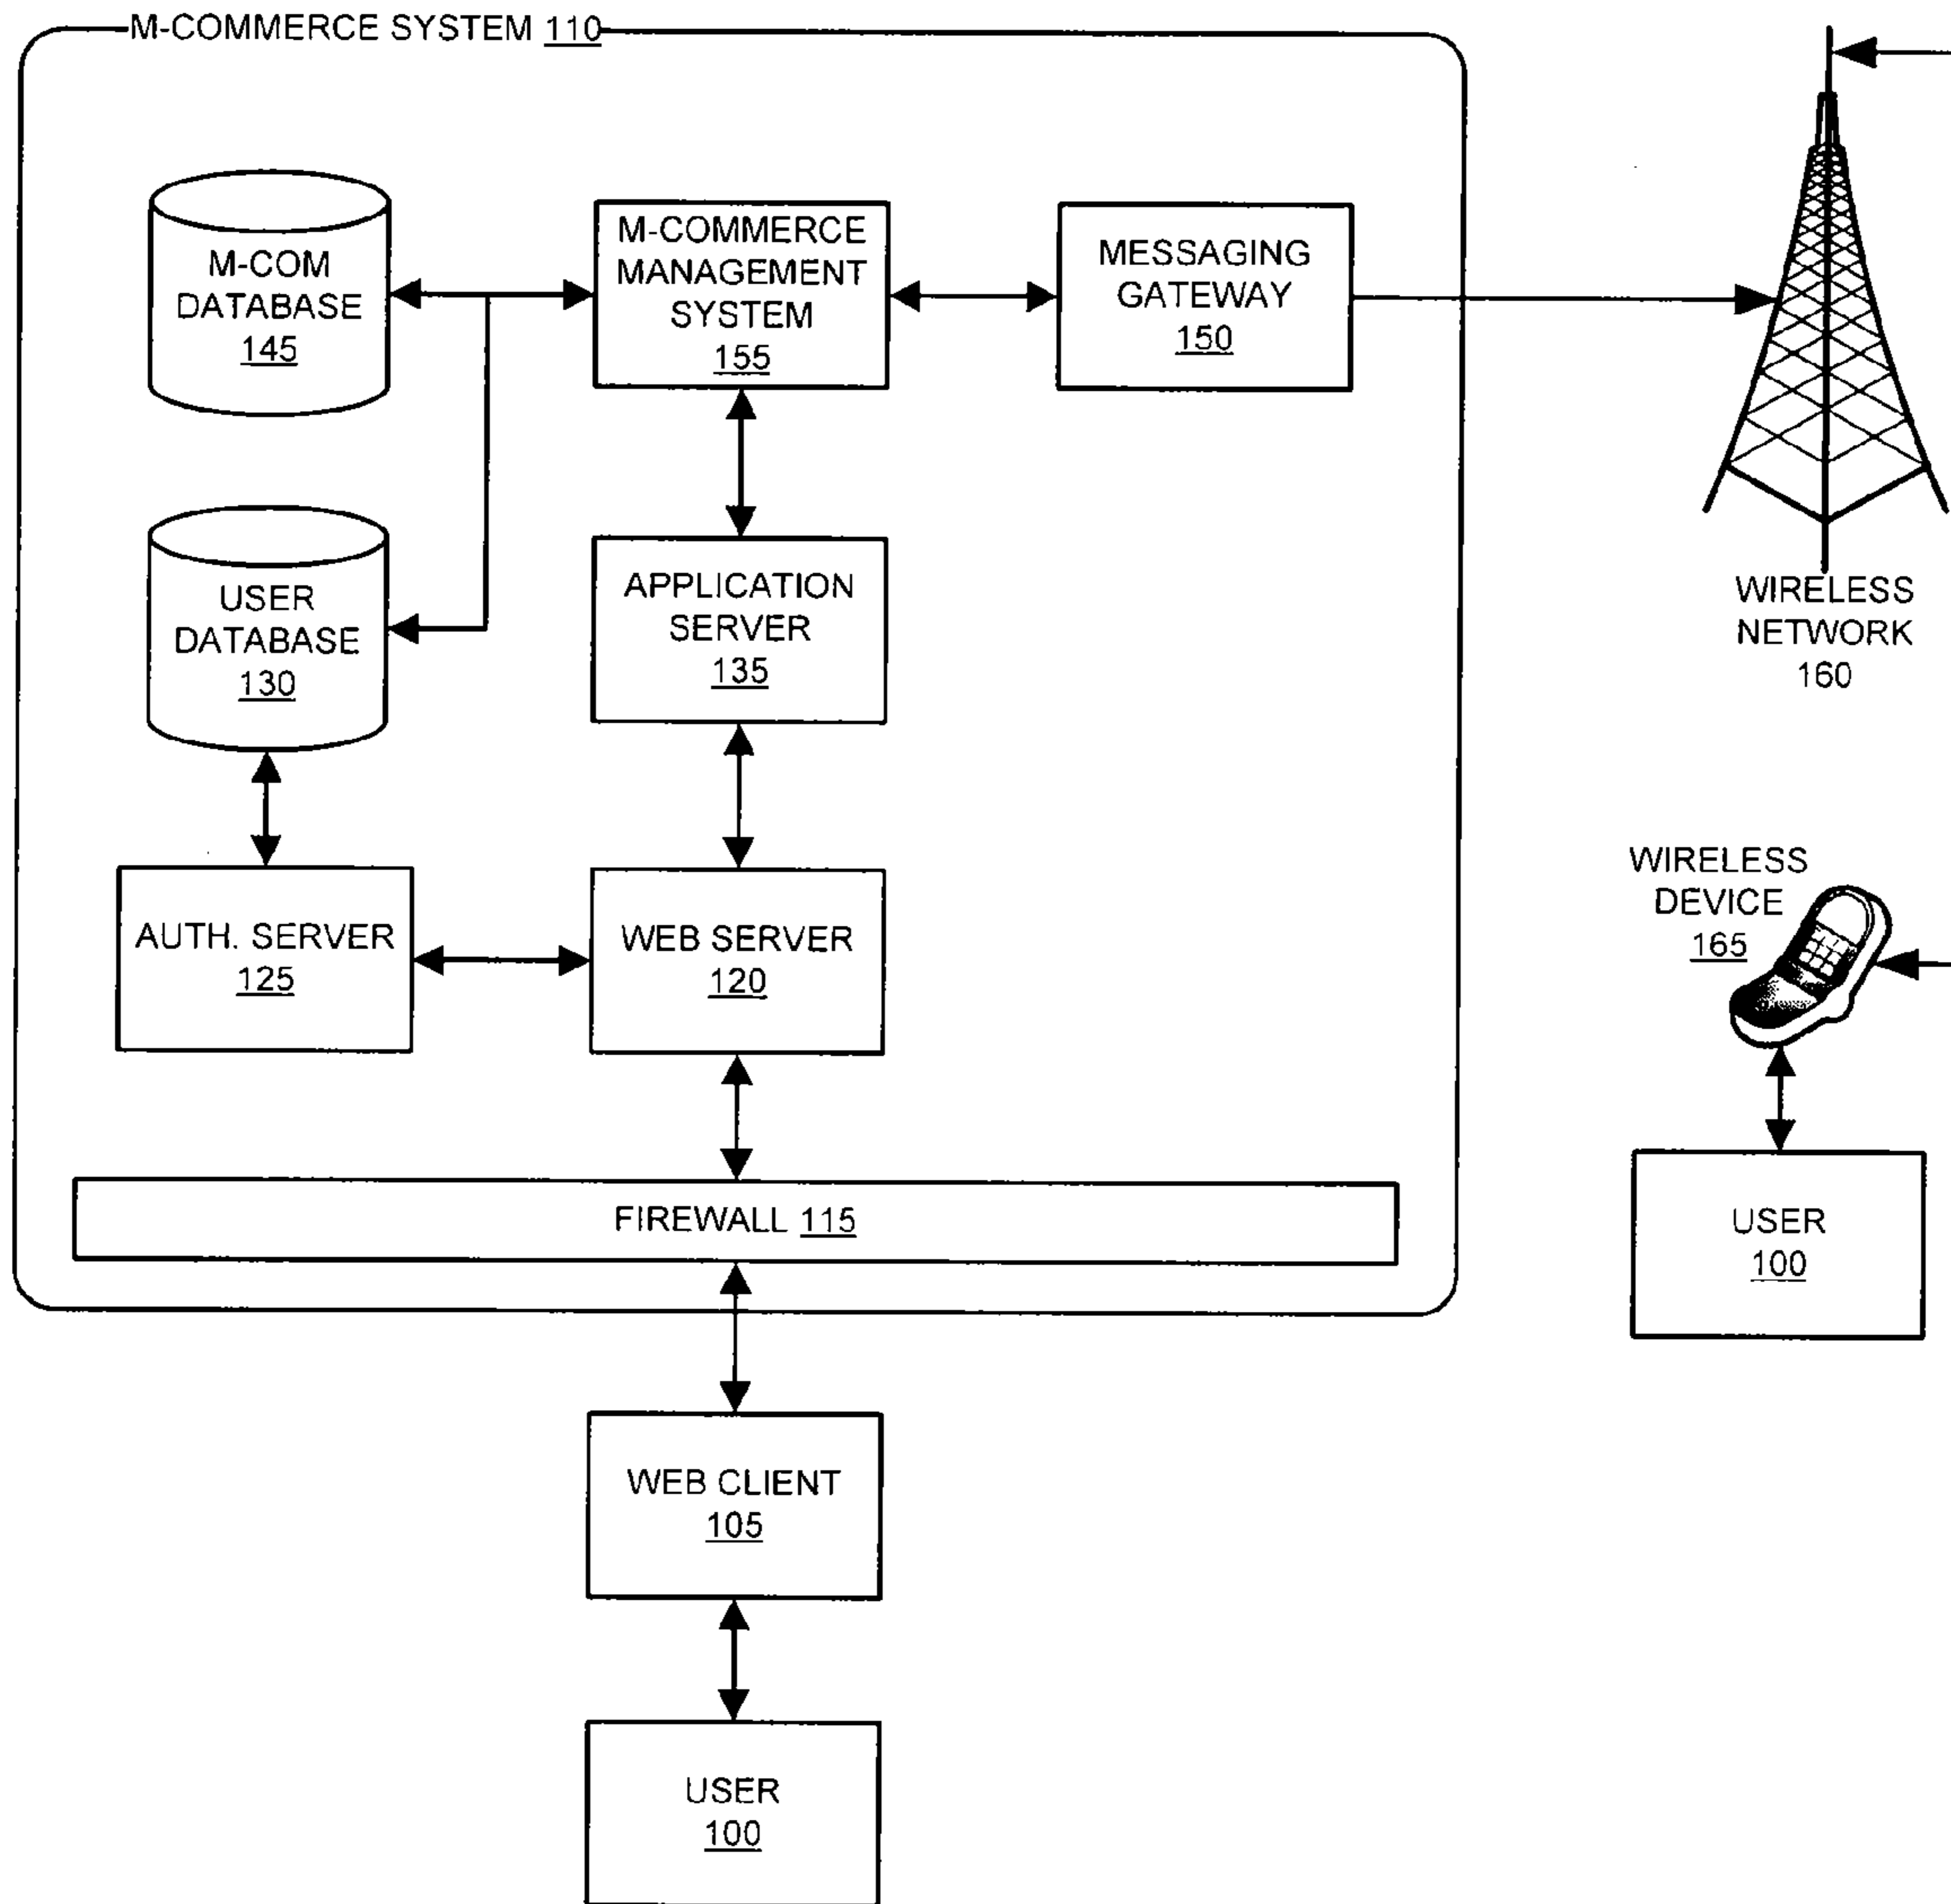 M-COMMERCE SYSTEM 110
M-COM
DATABASE
145
M-COMMERCE
MANAGEMENT
SYSTEM
155
MESSAGING
GATEWAY
150
USER
DATABASE
130
APPLICATION
SERVER
135
WIRELESS
NETWORK
160
AUTH. SERVER
125
WEB SERVER
120
WIRELESS
DEVICE
165
FIREWALL 115
USER
100
WEB CLIENT
105
USER
100